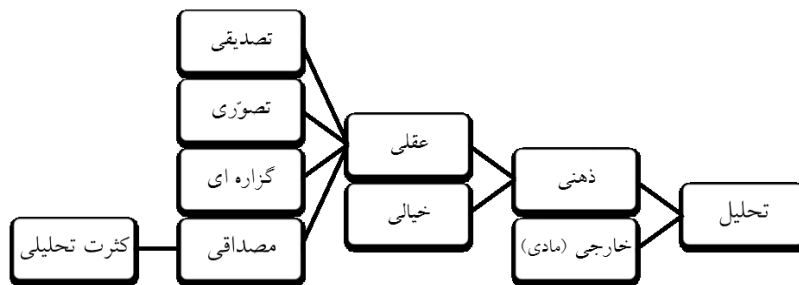 تحلیل
ذهنی
خارجی (مادی)
عقلی
خیالی
تصدیقی
تصوّری
گزاره ای
مصداقی
کثرت تحلیلی